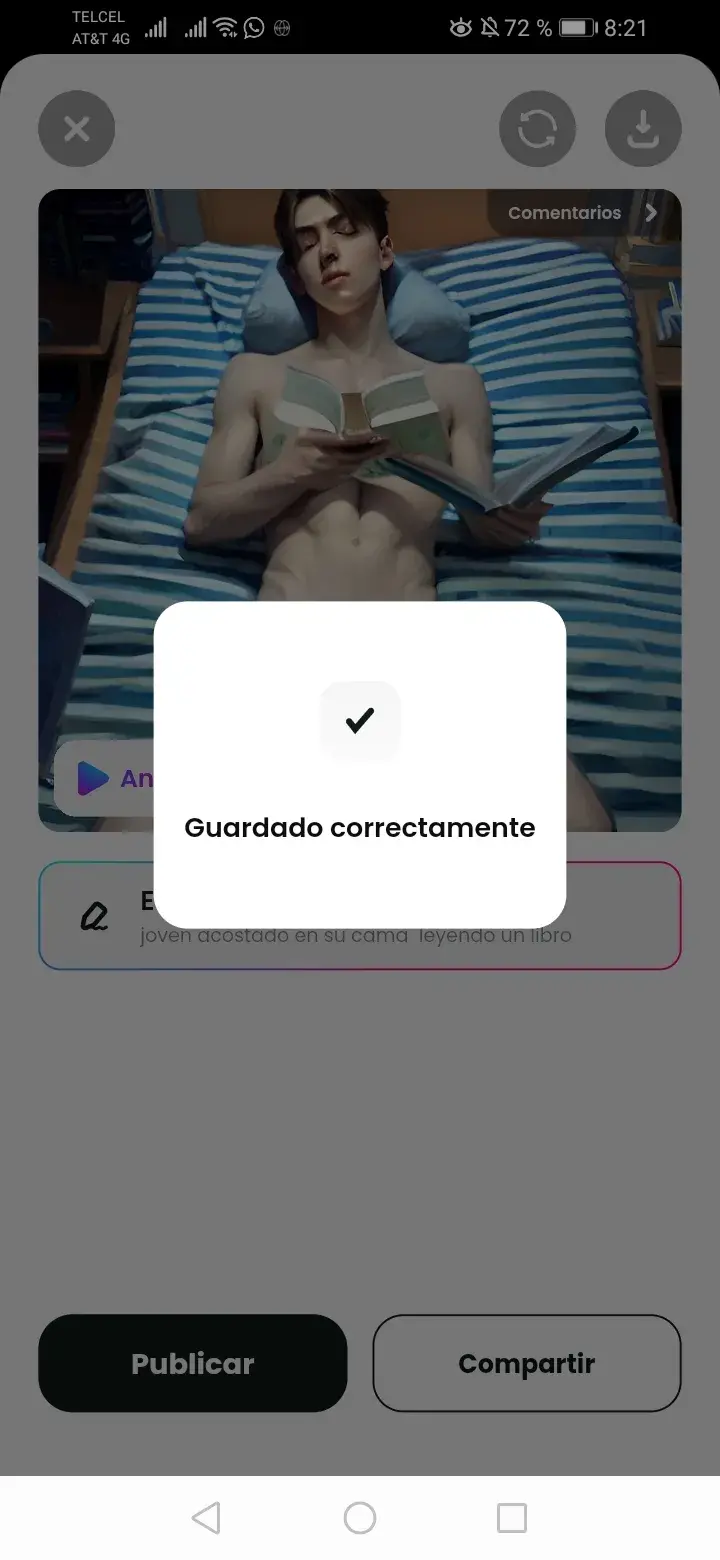 TELCEL
AT&T 4G
72 % 8:21
Comentarios
An
Guardado correctamente
E
joven acostado en su cama leyendo un libro
Publicar
Compartir